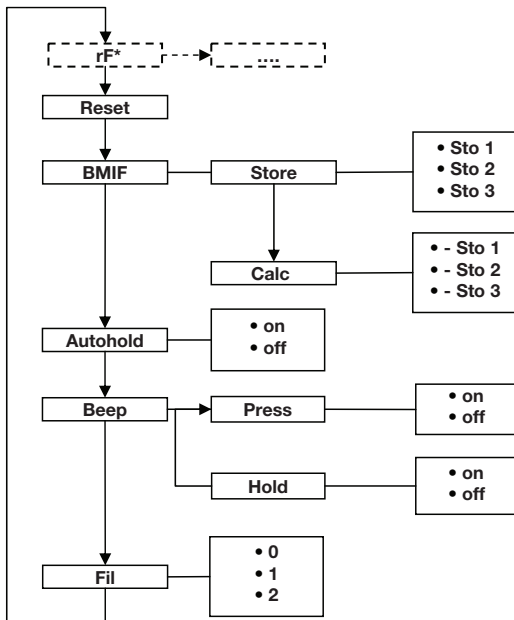 rF*
....
Reset
BMIF
Store
• Sto 1
• Sto 2
• Sto 3
Calc
• - Sto 1
• - Sto 2
• - Sto 3
Autohold
• on
• off
Beep
Press
• on
• off
Hold
• on
• off
Fil
• 0
• 1
• 2